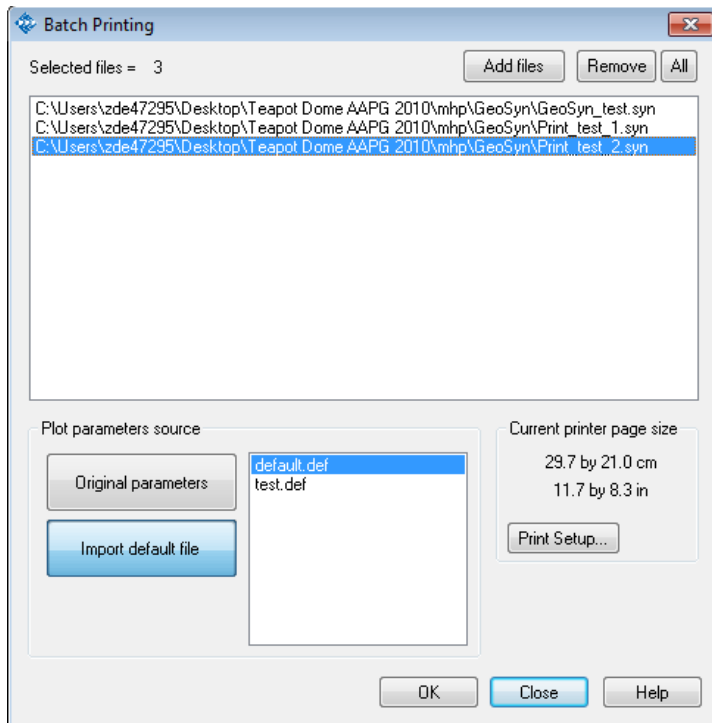 Batch Printing
Selected files = 3
Add files
Remove
All
C:\Users\zde47295\Desktop\Teapot Dome AAPG 2010\mhp\GeoSyn\GeoSyn_test.syn
C:\Users\zde47295\Desktop\Teapot Dome AAPG 2010\mhp\GeoSyn\Print_test_1.syn
C:\Users\zde47295\Desktop\Teapot Dome AAPG 2010\mhp\GeoSyn\Print_test_2.syn
Plot parameters source
Original parameters
Import default file
default.def
test.def
Current printer page size
29.7 by 21.0 cm
11.7 by 8.3 in
Print Setup...
OK
Close
Help